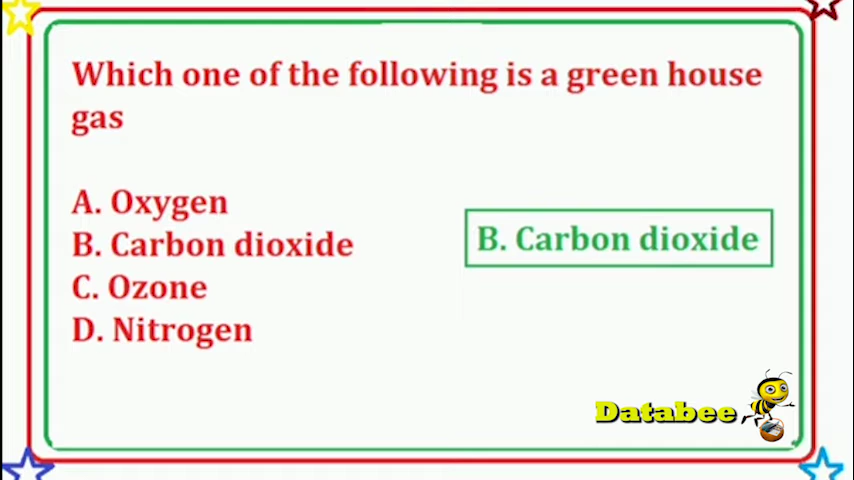 Which one of the following is a green house
gas
A. Oxygen
B. Carbon dioxide
C. Ozone
D. Nitrogen
B. Carbon dioxide
Databee